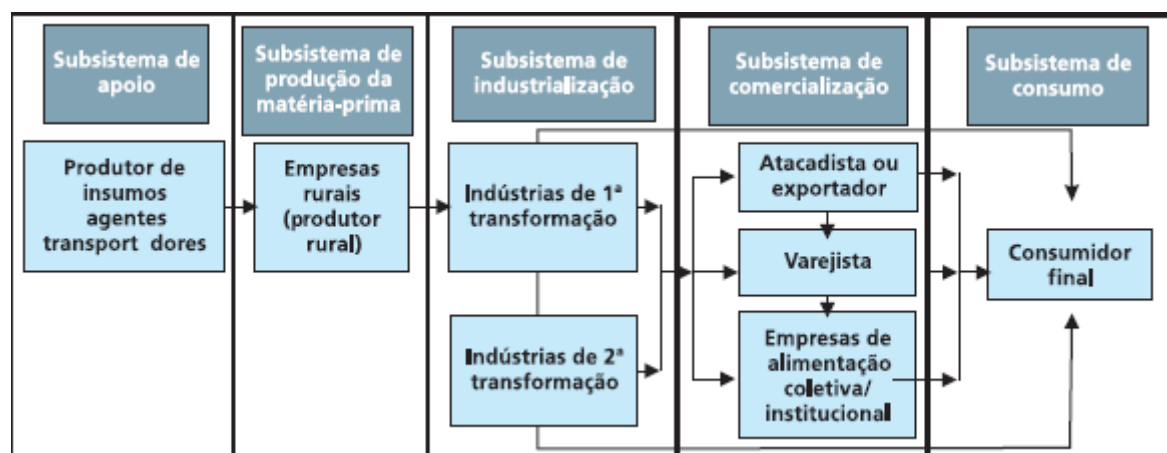 Subsistema de
apoio
Subsistema de
produção da
matéria-prima
Subsistema de
industrialização
Subsistema de
comercialização
Subsistema de
consumo
Produtor de
insumos
agentes
transport dores
Empresas
rurais
(produtor
rural)
Indústrias de 1ª
transformação
Indústrias de 2ª
transformação
Atacadista ou
exportador
Varejista
Empresas de
alimentação
coletiva/
institucional
Consumidor
final